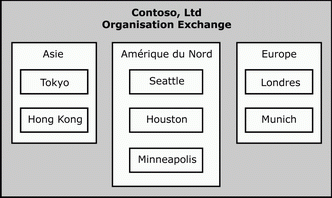 Contoso, Ltd
Organisation Exchange
Asie
Tokyo
Hong Kong
Amérique du Nord
Seattle
Houston
Minneapolis
Europe
Londres
Munich